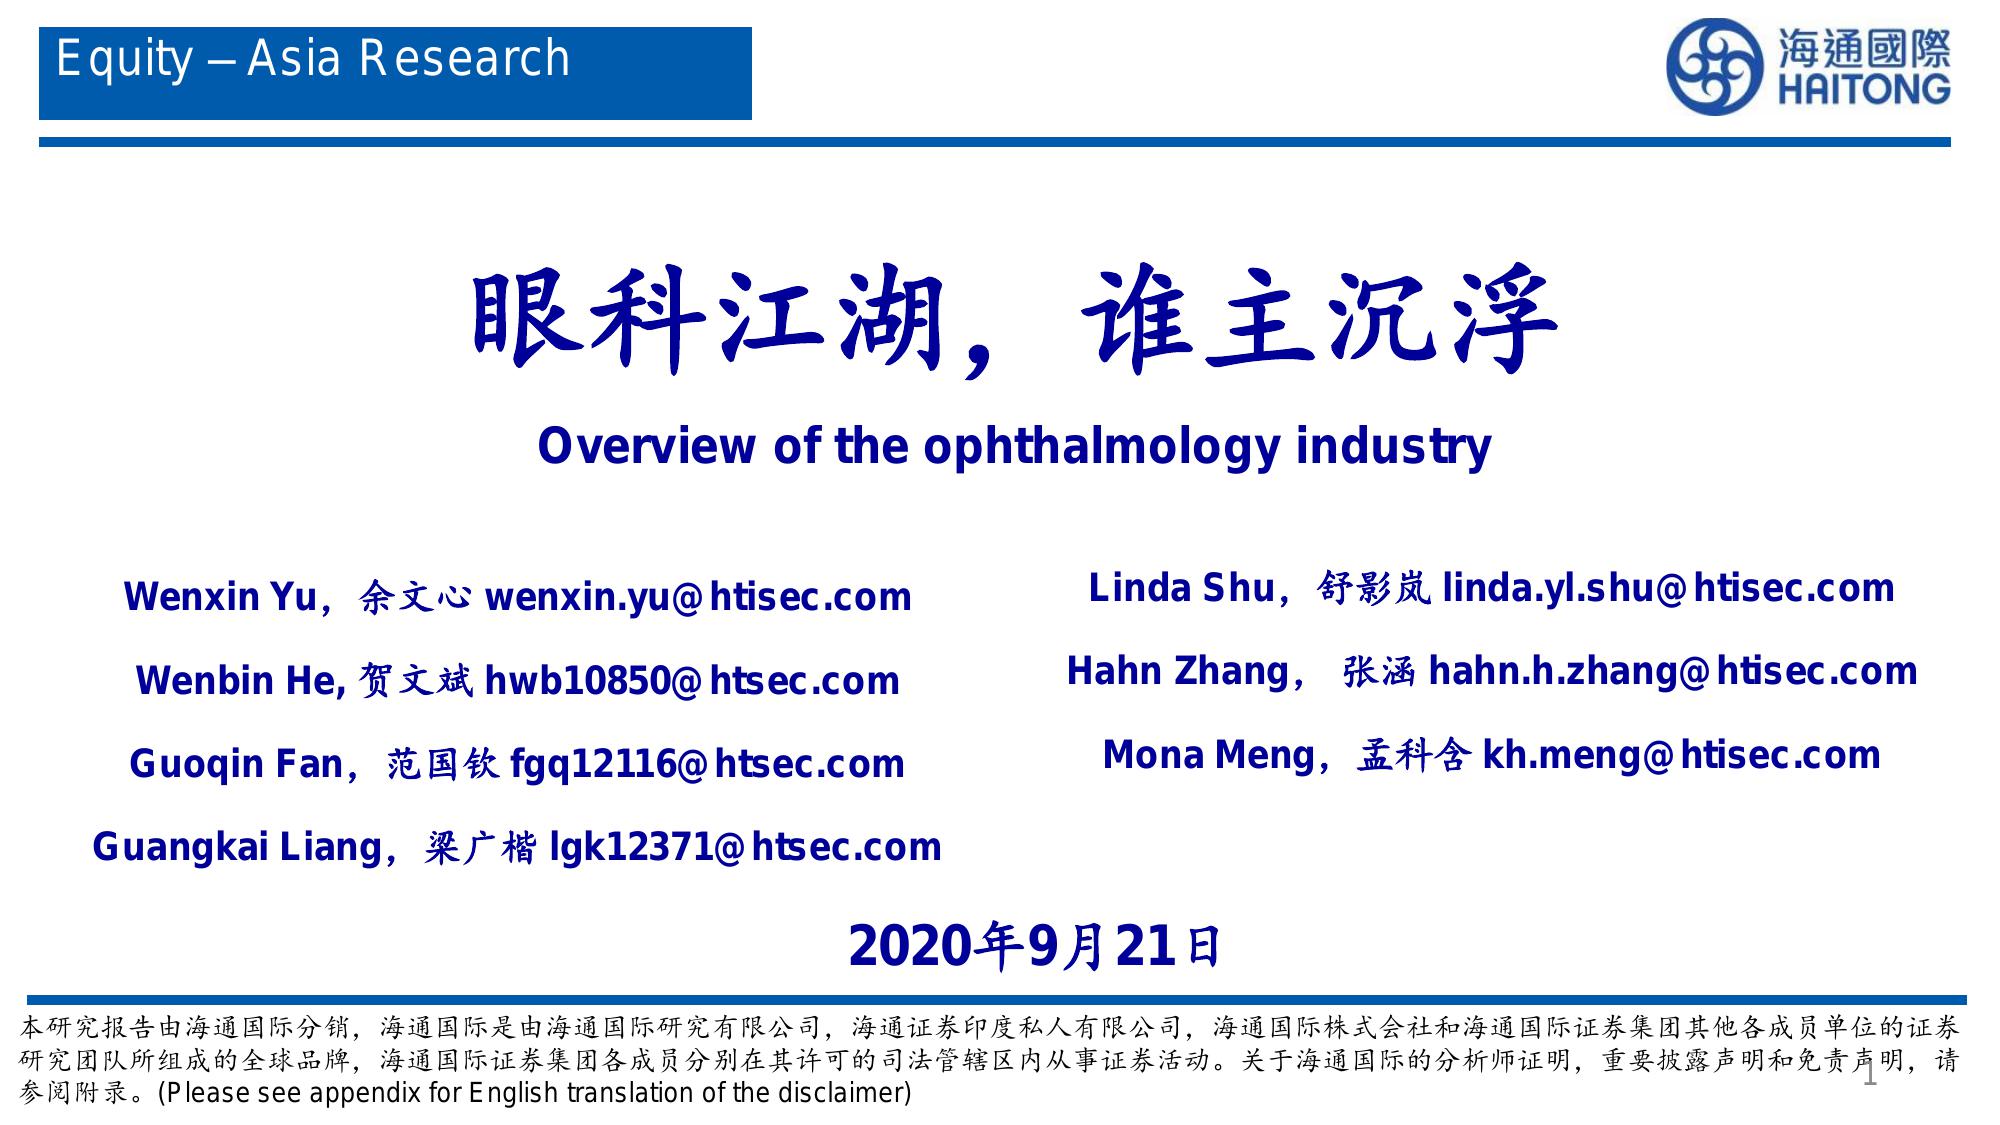 Equity – Asia Research
海通國際
HAITONG
眼科江湖，谁主沉浮
Overview of the ophthalmology industry
Wenxin Yu，余文心 wenxin.yu@htisec.com
Wenbin He, 贺文斌 hwb10850@htsec.com
Guoqin Fan，范国钦 fgq12116@htsec.com
Guangkai Liang，梁广楷 lgk12371@htsec.com
Linda Shu，舒影岚 linda.yl.shu@htisec.com
Hahn Zhang， 张涵 hahn.h.zhang@htisec.com
Mona Meng，孟科含 kh.meng@htisec.com
2020年9月21日
本研究报告由海通国际分销，海通国际是由海通国际研究有限公司，海通证券印度私人有限公司，海通国际株式会社和海通国际证券集团其他各成员单位的证券
研究团队所组成的全球品牌，海通国际证券集团各成员分别在其许可的司法管辖区内从事证券活动。关于海通国际的分析师证明，重要披露声明和免责声明，请
参阅附录。(Please see appendix for English translation of the disclaimer)
1